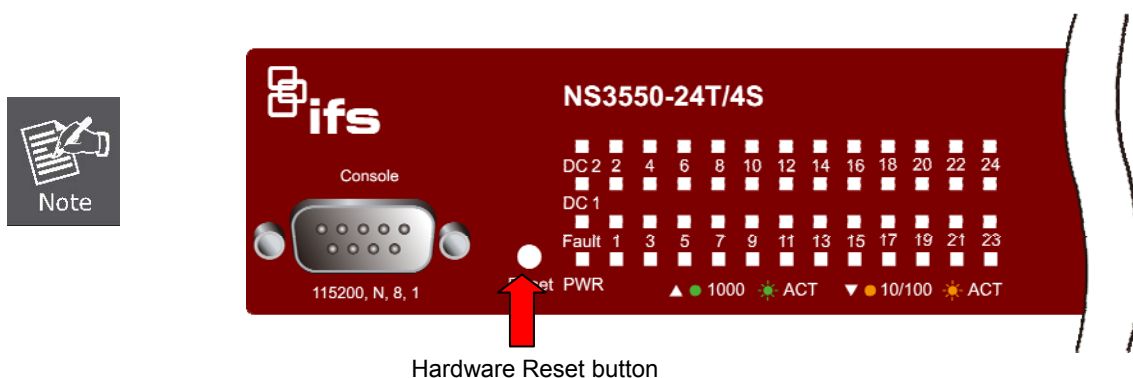 Note
ifs
NS3550-24T/4S
Console
115200, N, 8, 1
DC 2 2 4 6 8 10 12 14 16 18 20 22 24
DC 1
Fault 1 3 5 7 9 11 13 15 17 19 21 23
PWR
▲ ● 1000 ACT ▼ ● 10/100 ACT
Hardware Reset button